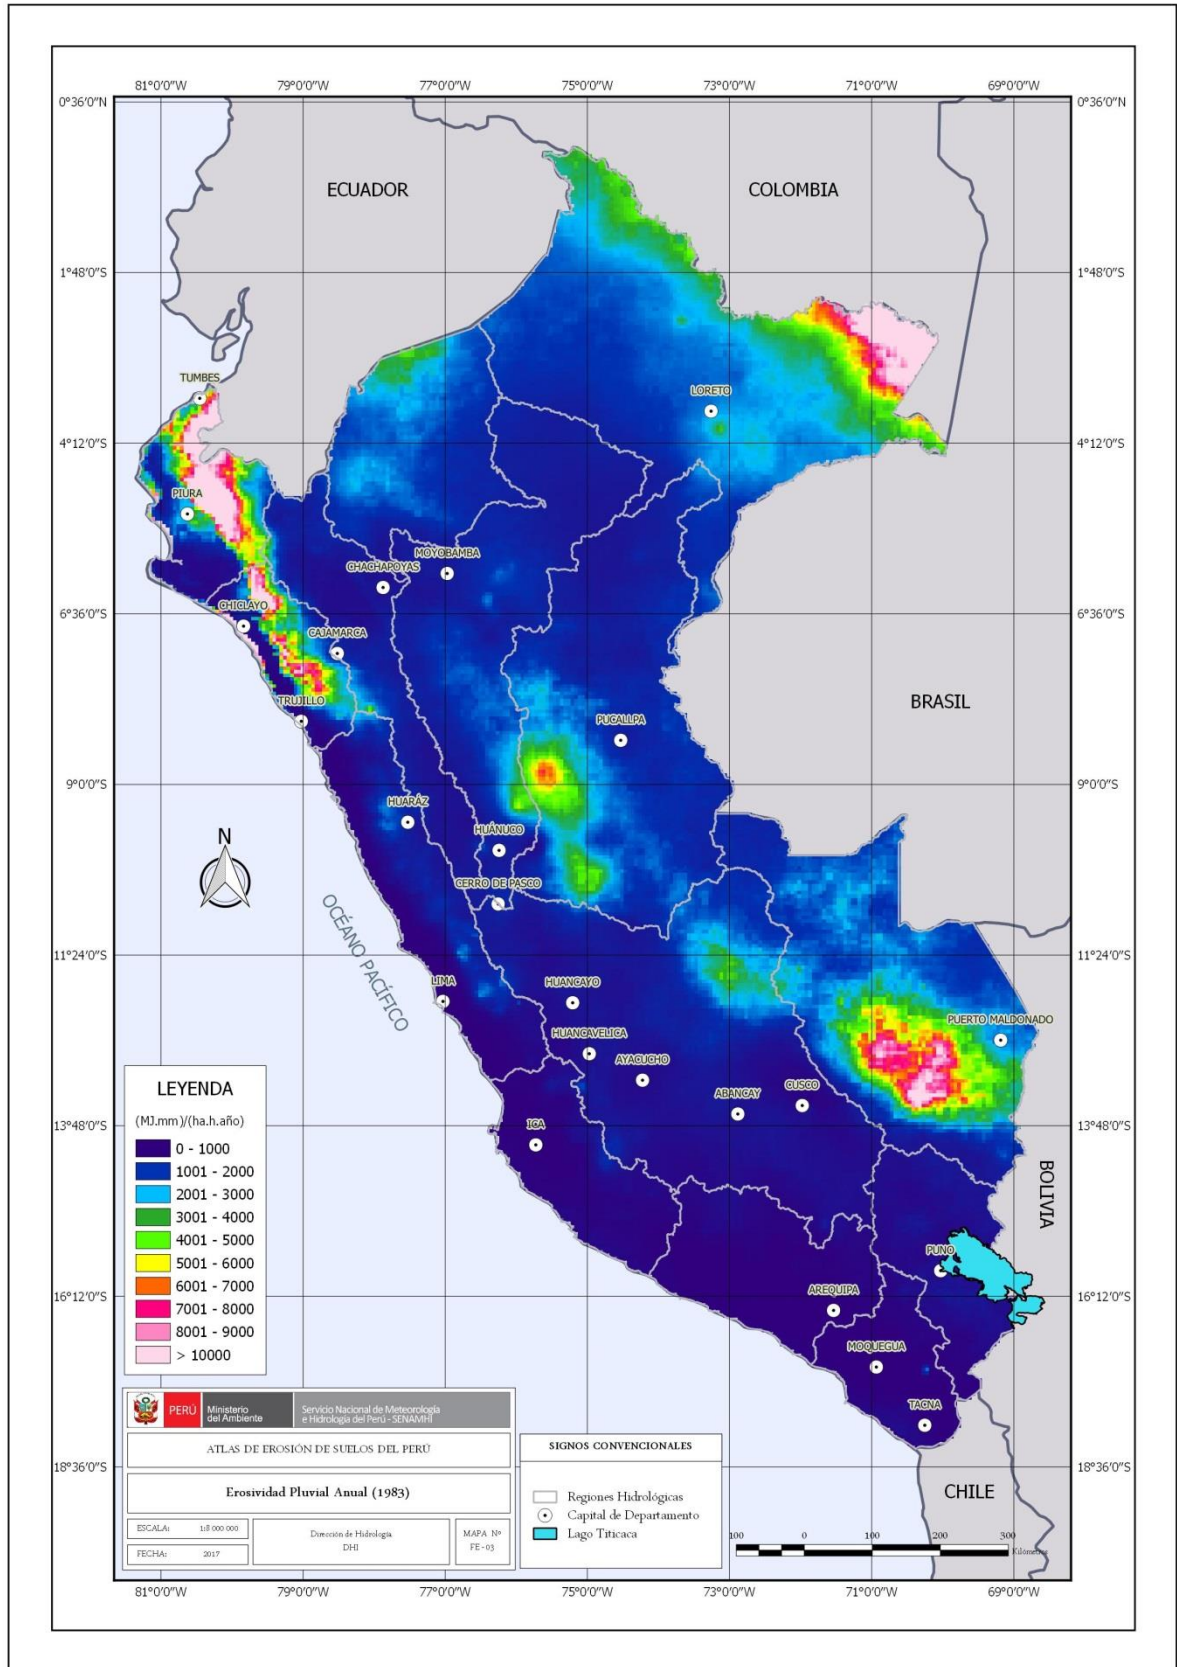 81°0'0"W 79°0'0"W 77°0'0"W 75°0'0"W 73°0'0"W 71°0'0"W 69°0'0"W
0°36'0"N 0°36'0"N
ECUADOR
COLOMBIA
1°48'0"S 1°48'0"S
TUMBES
LORETO
4°12'0"S 4°12'0"S
PIURA
MOYOBAMBA
CHACHAPOYAS
CHICLAYO
6°36'0"S 6°36'0"S
CAJAMARCA
TRUJILLO
BRASIL
PUCALLPA
9°0'0"S 9°0'0"S
HUARÁZ
N
HUÁNUCO
CERRO DE PASCO
OCÉANO PACÍFICO
11°24'0"S 11°24'0"S
LIMA
HUANCAYO
PUERTO MALDONADO
HUANCAVELICA
AYACUCHO
ABANCAY
CUSCO
ICA
13°48'0"S 13°48'0"S
BOLIVIA
PUNO
16°12'0"S 16°12'0"S
AREQUIPA
MOQUEGUA
TACNA
18°36'0"S 18°36'0"S
CHILE
LEYENDA
(MJ.mm)/(ha.h.año)
0 - 1000
1001 - 2000
2001 - 3000
3001 - 4000
4001 - 5000
5001 - 6000
6001 - 7000
7001 - 8000
8001 - 9000
> 10000
PERÚ
Ministerio
del Ambiente
Servicio Nacional de Meteorología
e Hidrología del Perú - SENAMHI
ATLAS DE EROSIÓN DE SUELOS DEL PERÚ
Erosividad Pluvial Anual (1983)
ESCALA: 1:8 000 000
FECHA: 2017
Dirección de Hidrología
DHI
MAPA Nº
FE - 03
SIGNOS CONVENCIONALES
Regiones Hidrológicas
Capital de Departamento
Lago Titicaca
100 0 100 200 300
Kilómetros
81°0'0"W 79°0'0"W 77°0'0"W 75°0'0"W 73°0'0"W 71°0'0"W 69°0'0"W